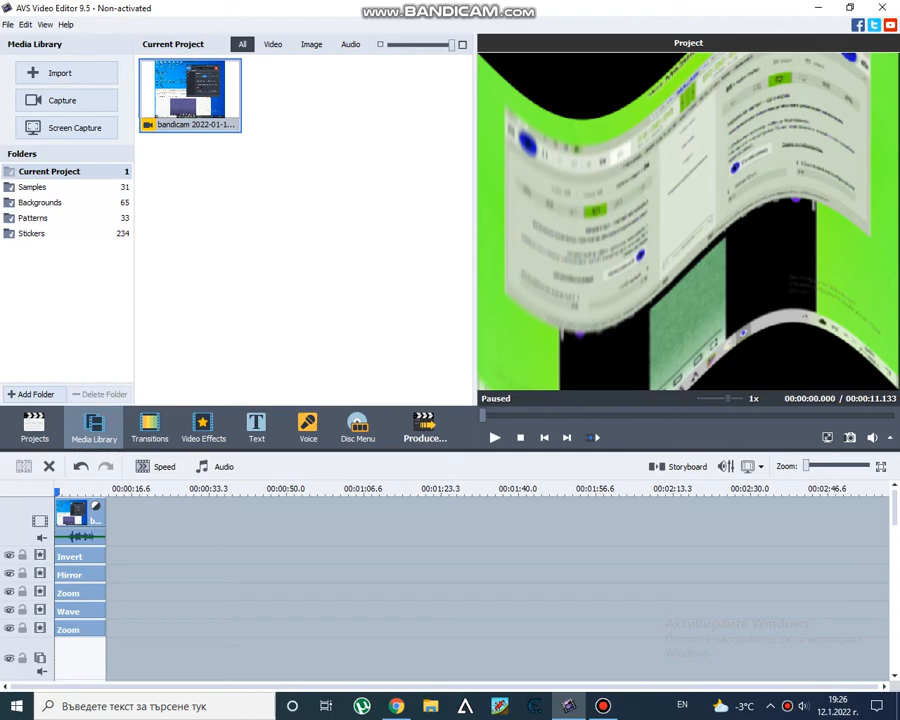 AVS Video Editor 9.5 - Non-activated
www.BANDICAM.com
File Edit View Help
Media Library
Import
Capture
Screen Capture
Folders
Current Project 1
Samples 31
Backgrounds 65
Patterns 33
Stickers 234
Add Folder
Delete Folder
Current Project
All Video Image Audio
bandicam 2022-01-1...
Project
Paused
1x
00:00:00.000 / 00:00:11.133
Projects
Media Library
Transitions
Video Effects
Text
Voice
Disc Menu
Produce...
Speed
Audio
Storyboard
Zoom:
00:00:16.6 00:00:33.3 00:00:50.0 00:01:06.6 00:01:23.3 00:01:40.0 00:01:56.6 00:02:13.3 00:02:30.0 00:02:46.6
b...
Invert
Mirror
Zoom
Wave
Zoom
Активирайте Windows
Windows.
Въведете текст за търсене тук
-3°C
EN
19:26
12.1.2022 г.